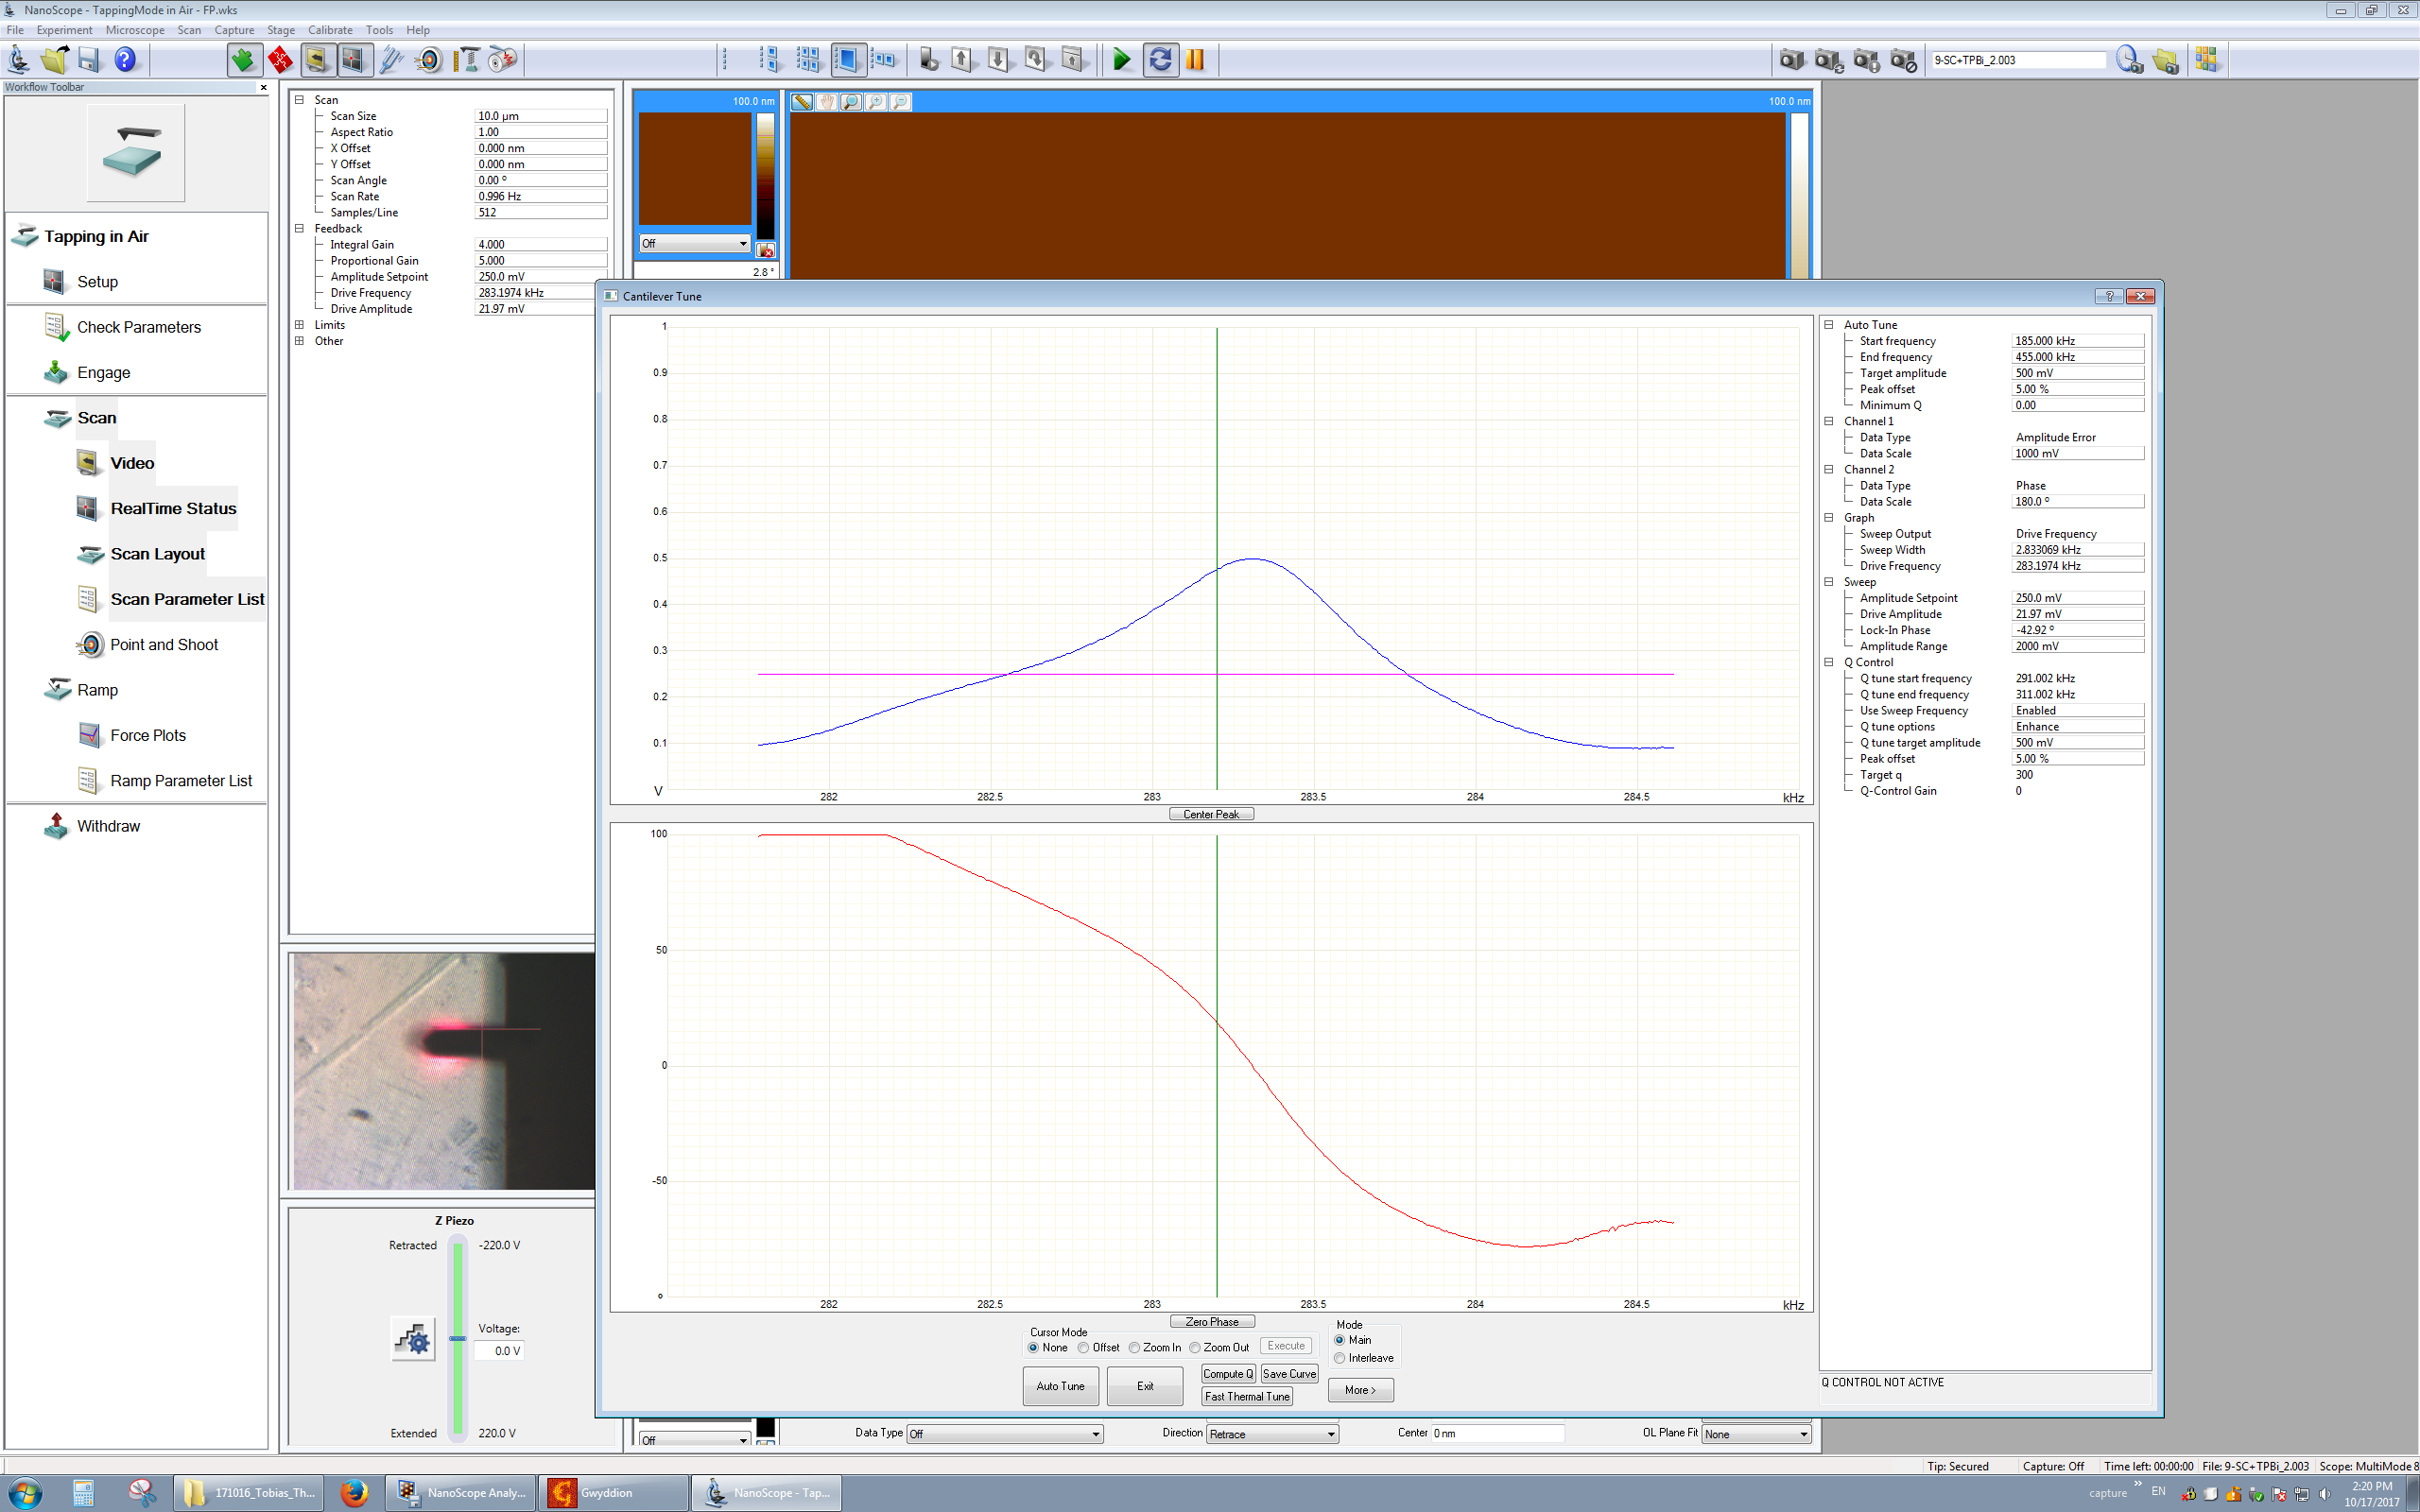 NanoScope - TappingMode in Air - FP.wks
File Experiment Microscope Scan Capture Stage Calibrate Tools Help
9-SC+TPBi_2.003
Workflow Toolbar
Tapping in Air
Setup
Check Parameters
Engage
Scan
Video
RealTime Status
Scan Layout
Scan Parameter List
Point and Shoot
Ramp
Force Plots
Ramp Parameter List
Withdraw
Scan
Scan Size 10.0 µm
Aspect Ratio 1.00
X Offset 0.000 nm
Y Offset 0.000 nm
Scan Angle 0.00 º
Scan Rate 0.996 Hz
Samples/Line 512
Feedback
Integral Gain 4.000
Proportional Gain 5.000
Amplitude Setpoint 250.0 mV
Drive Frequency 283.1974 kHz
Drive Amplitude 21.97 mV
Limits
Other
100.0 nm
Off
2.8 °
100.0 nm
Z Piezo
Retracted -220.0 V
Voltage:
0.0 V
Extended 220.0 V
Cantilever Tune
1
0.9
0.8
0.7
0.6
0.5
0.4
0.3
0.2
0.1
V
282 282.5 283 283.5 284 284.5 kHz
Center Peak
100
50
0
-50
°
282 282.5 283 283.5 284 284.5 kHz
Zero Phase
Cursor Mode
None Offset Zoom In Zoom Out Execute
Mode
Main
Interleave
Auto Tune Exit Compute Q Save Curve
Fast Thermal Tune More >
Auto Tune
Start frequency 185.000 kHz
End frequency 455.000 kHz
Target amplitude 500 mV
Peak offset 5.00 %
Minimum Q 0.00
Channel 1
Data Type Amplitude Error
Data Scale 1000 mV
Channel 2
Data Type Phase
Data Scale 180.0 º
Graph
Sweep Output Drive Frequency
Sweep Width 2.833069 kHz
Drive Frequency 283.1974 kHz
Sweep
Amplitude Setpoint 250.0 mV
Drive Amplitude 21.97 mV
Lock-In Phase -42.92 º
Amplitude Range 2000 mV
Q Control
Q tune start frequency 291.002 kHz
Q tune end frequency 311.002 kHz
Use Sweep Frequency Enabled
Q tune options Enhance
Q tune target amplitude 500 mV
Peak offset 5.00 %
Target q 300
Q-Control Gain 0
Q CONTROL NOT ACTIVE
Off
Data Type Off Direction Retrace Center 0 nm OL Plane Fit None
Tip: Secured Capture: Off Time left: 00:00:00 File: 9-SC+TPBi_2.003 Scope: MultiMode 8
171016_Tobias_Th... NanoScope Analy... Gwyddion NanoScope - Tap...
capture » EN
2:20 PM
10/17/2017